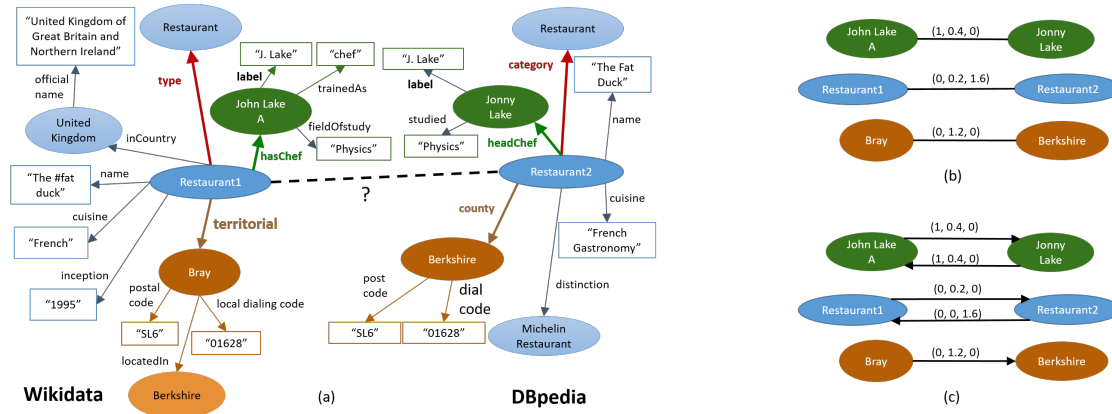 “United Kingdom of
Great Britain and
Northern Ireland”
official
name
United
Kingdom
inCountry
Restaurant
type
“J. Lake”
“chef”
label
trainedAs
John Lake
A
fieldOfstudy
“Physics”
hasChef
“The #fat
duck”
name
Restaurant1
cuisine
“French”
inception
“1995”
territorial
Bray
postal
code
local dialing code
“SL6”
“01628”
locatedIn
Berkshire
Wikidata
?
(a)
Restaurant
category
“J. Lake”
label
Jonny
Lake
studied
“Physics”
headChef
“The Fat
Duck”
name
Restaurant2
cuisine
“French
Gastronomy”
county
Berkshire
post
code
dial
code
“SL6”
“01628”
distinction
Michelin
Restaurant
DBpedia
John Lake
A
(1, 0.4, 0)
Jonny
Lake
Restaurant1
(0, 0.2, 1.6)
Restaurant2
Bray
(0, 1.2, 0)
Berkshire
(b)
John Lake
A
(1, 0.4, 0)
(1, 0.4, 0)
Jonny
Lake
Restaurant1
(0, 0.2, 0)
(0, 0, 1.6)
Restaurant2
Bray
(0, 1.2, 0)
Berkshire
(c)